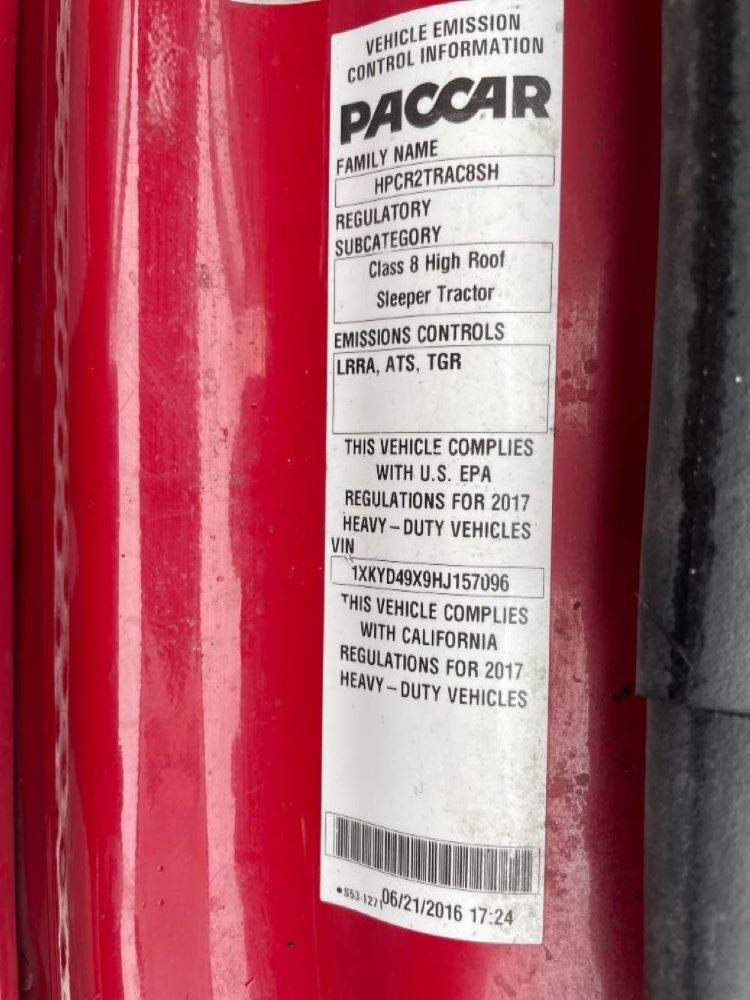 VEHICLE EMISSION
CONTROL INFORMATION
PACCAR
FAMILY NAME
HPCR2TRAC8SH
REGULATORY
SUBCATEGORY
Class 8 High Roof
Sleeper Tractor
EMISSIONS CONTROLS
LRRA, ATS, TGR
THIS VEHICLE COMPLIES
WITH U.S. EPA
REGULATIONS FOR 2017
HEAVY-DUTY VEHICLES
VIN
1XKYD49X9HJ157096
THIS VEHICLE COMPLIES
WITH CALIFORNIA
REGULATIONS FOR 2017
HEAVY-DUTY VEHICLES
•S53-1271 06/21/2016 17:24